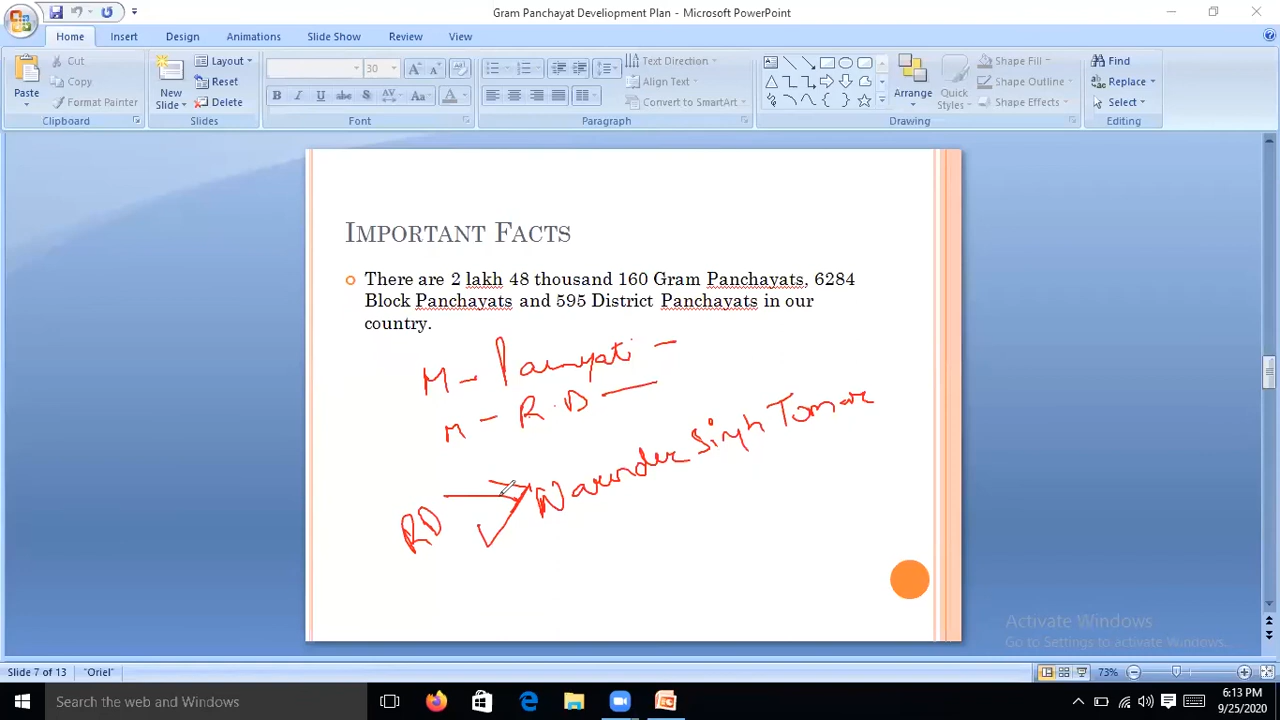 Gram Panchayat Develiopment Plan - Microsoft PowerPoint
Home Insert Design Animations Slide Show Review View
Paste Cut Copy Format Painter
Clipboard
New Slide Layout Reset Delete
Slides
30
B I U abc AV Aa A
Font
Text Direction Align Text Convert to SmartArt
Paragraph
Arrange Quick Styles Shape Fill Shape Outline Shape Effects
Drawing
Find Replace Select
Editing
IMPORTANT FACTS
There are 2 lakh 48 thousand 160 Gram Panchayats, 6284
Block Panchayats and 595 District Panchayats in our
country.
M - Panyati -
M - R.D —
Narender Singh Tomar
RD
Activate Windows
Go to Settings to activate Windows.
Slide 7 of 13 "Oriel" 73%
Search the web and Windows
6:13 PM
9/25/2020